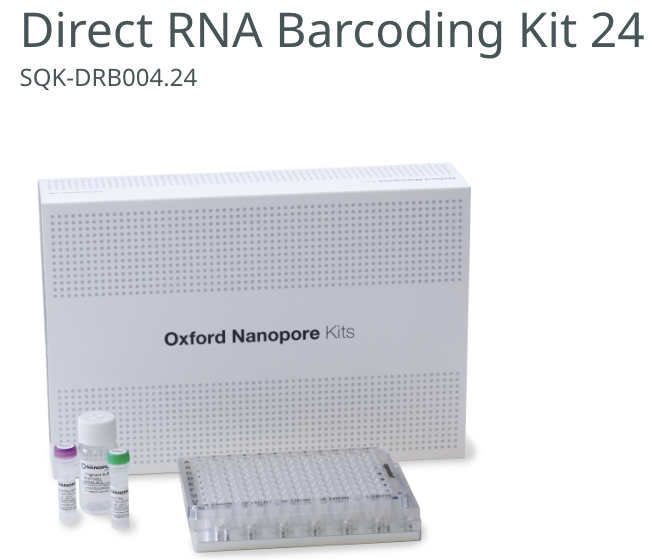 Direct RNA Barcoding Kit 24
SQK-DRB004.24
Oxford Nanopore Kits